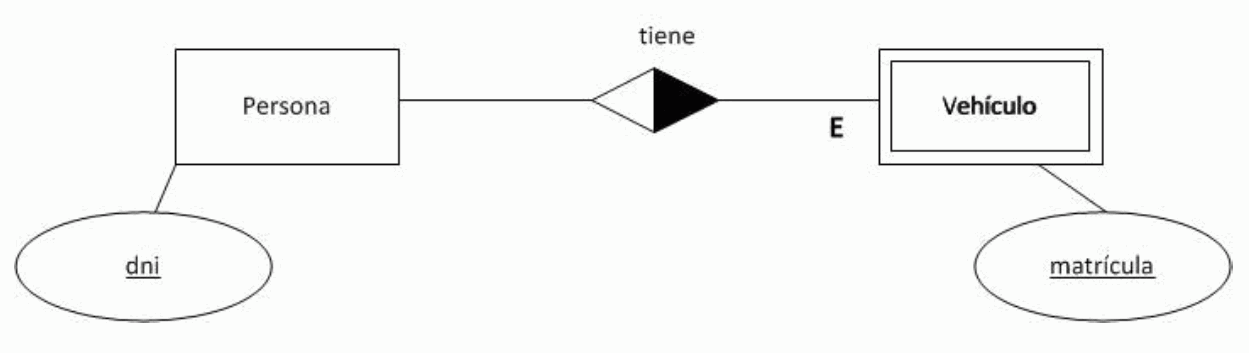 tiene
Persona
E
Vehículo
dni
matrícula